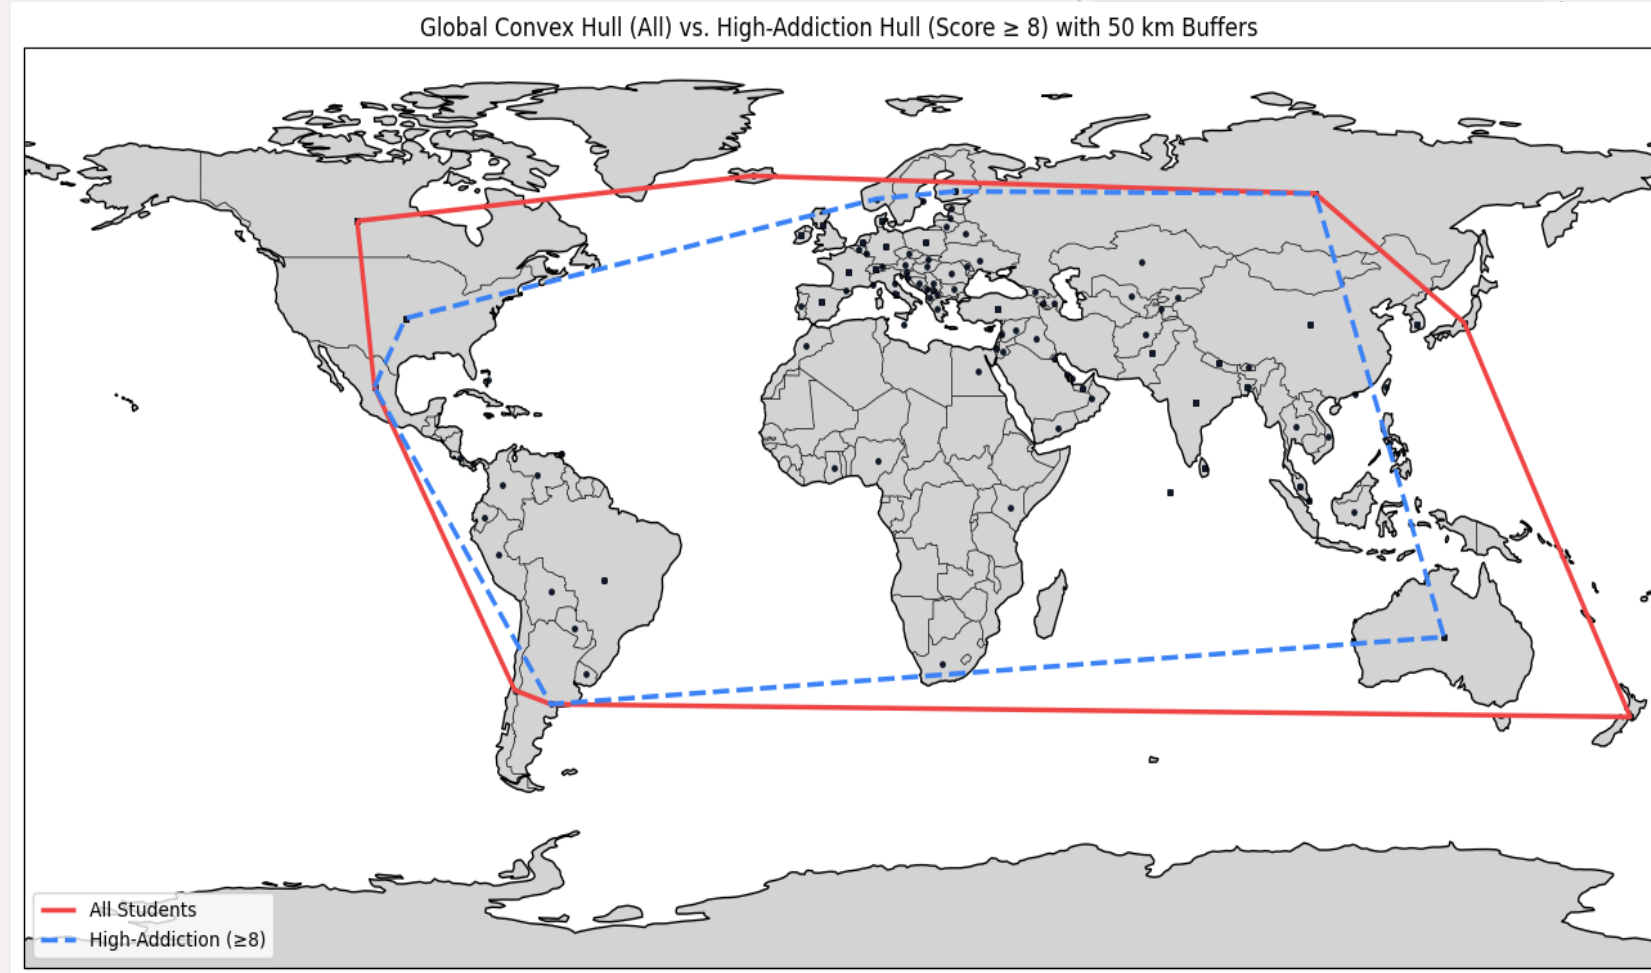 Global Convex Hull (All) vs. High-Addiction Hull (Score ≥ 8) with 50 km Buffers
All Students
High-Addiction (≥8)